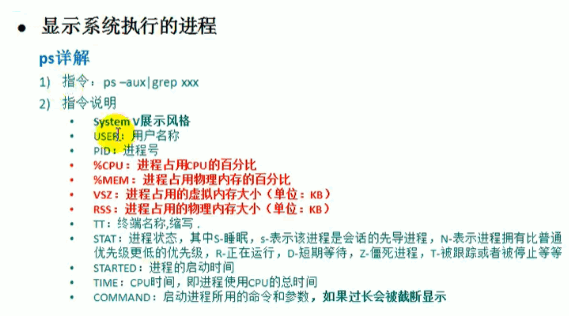 • 显示系统执行的进程
ps详解
1) 指令：ps –aux|grep xxx
2) 指令说明
• System V展示风格
• USER：用户名称
• PID：进程号
• %CPU：进程占用CPU的百分比
• %MEM：进程占用物理内存的百分比
• VSZ：进程占用的虚拟内存大小（单位：KB）
• RSS：进程占用的物理内存大小（单位：KB）
• TT：终端名称,缩写 .
• STAT：进程状态，其中S-睡眠，s-表示该进程是会话的先导进程，N-表示进程拥有比普通
优先级更低的优先级，R-正在运行，D-短期等待，Z-僵死进程，T-被跟踪或者被停止等等
• STARTED：进程的启动时间
• TIME：CPU时间，即进程使用CPU的总时间
• COMMAND：启动进程所用的命令和参数，如果过长会被截断显示